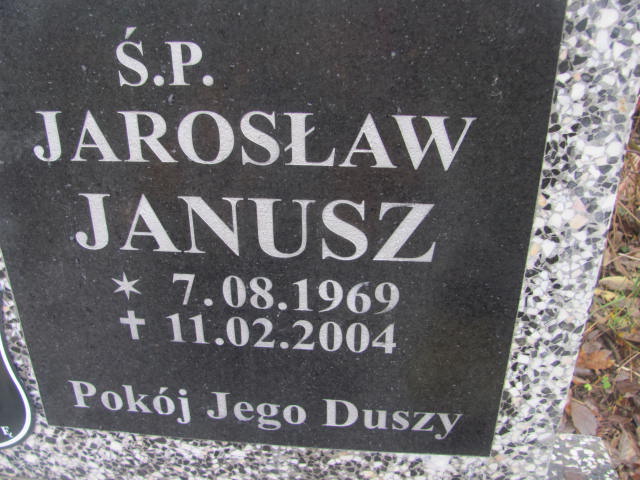 Ś.P.
JAROSŁAW
JANUSZ
* 7.08.1969
✝ 11.02.2004
Pokój Jego Duszy